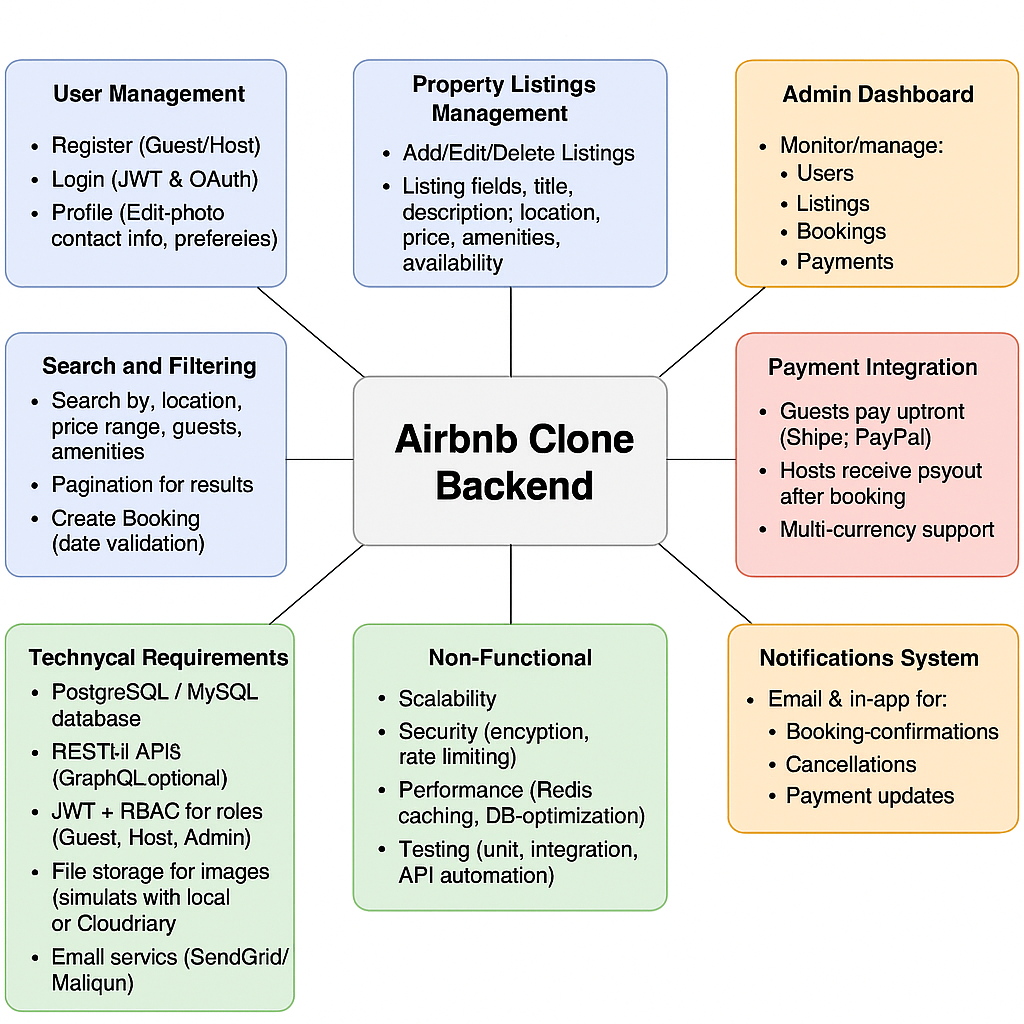 User Management
• Register (Guest/Host)
• Login (JWT & OAuth)
• Profile (Edit-photo
contact info, prefereies)
Property Listings
Management
• Add/Edit/Delete Listings
• Listing fields, title,
description; location,
price, amenities,
availability
Admin Dashboard
• Monitor/manage:
• Users
• Listings
• Bookings
• Payments
Search and Filtering
• Search by, location,
price range, guests,
amenities
• Pagination for results
• Create Booking
(date validation)
Airbnb Clone
Backend
Payment Integration
• Guests pay uptront
(Shipe; PayPal)
• Hosts receive psyout
after booking
• Multi-currency support
Technycal Requirements
• PostgreSQL / MySQL
database
• APIs
(GraphQL optional)
• JWT + RBAC for roles
(Guest, Host, Admin)
• File storage for images
(simulats with local
or Cloudriary
• Emall servics (SendGrid/
Maliqun)
Non-Functional
• Scalability
• Security (encyption,
rate limiting)
• Performance (Redis
caching, DB-optimization)
• Testing (unit, integration,
API automation)
Notifications System
• Email & in-app for:
• Booking-confirmations
• Cancellations
• Payment updates